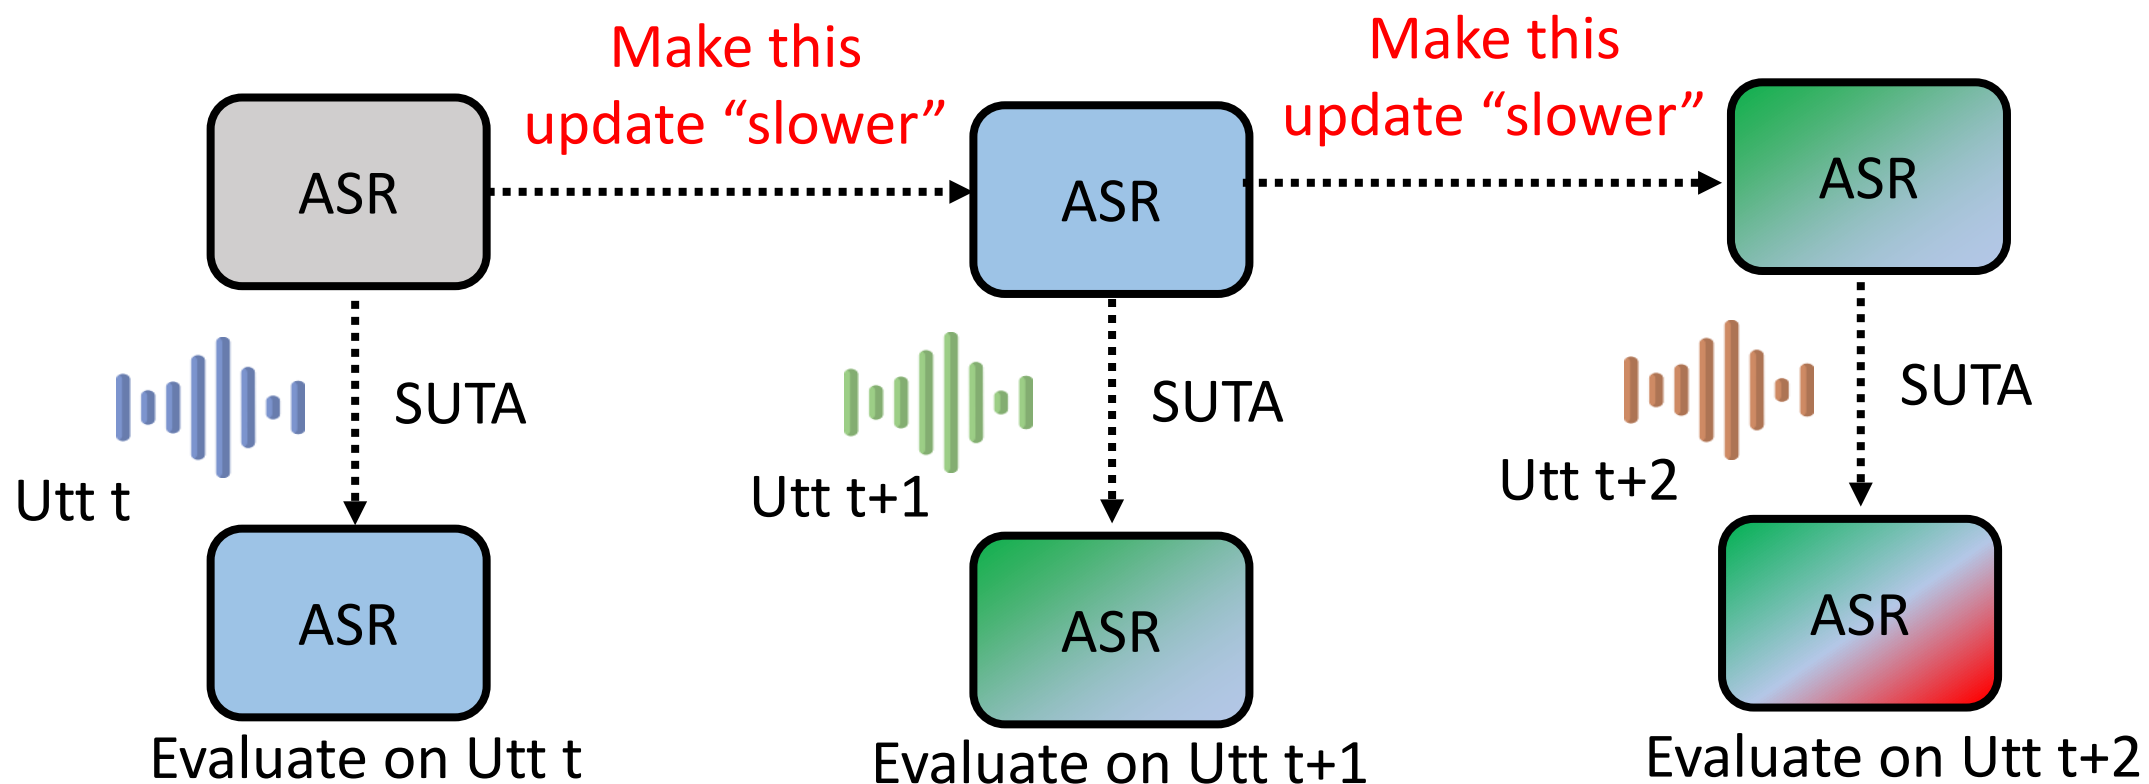 Make this
update “slower”
Make this
update “slower”
ASR
ASR
ASR
SUTA
SUTA
SUTA
Utt t
Utt t+1
Utt t+2
ASR
ASR
ASR
Evaluate on Utt t
Evaluate on Utt t+1
Evaluate on Utt t+2